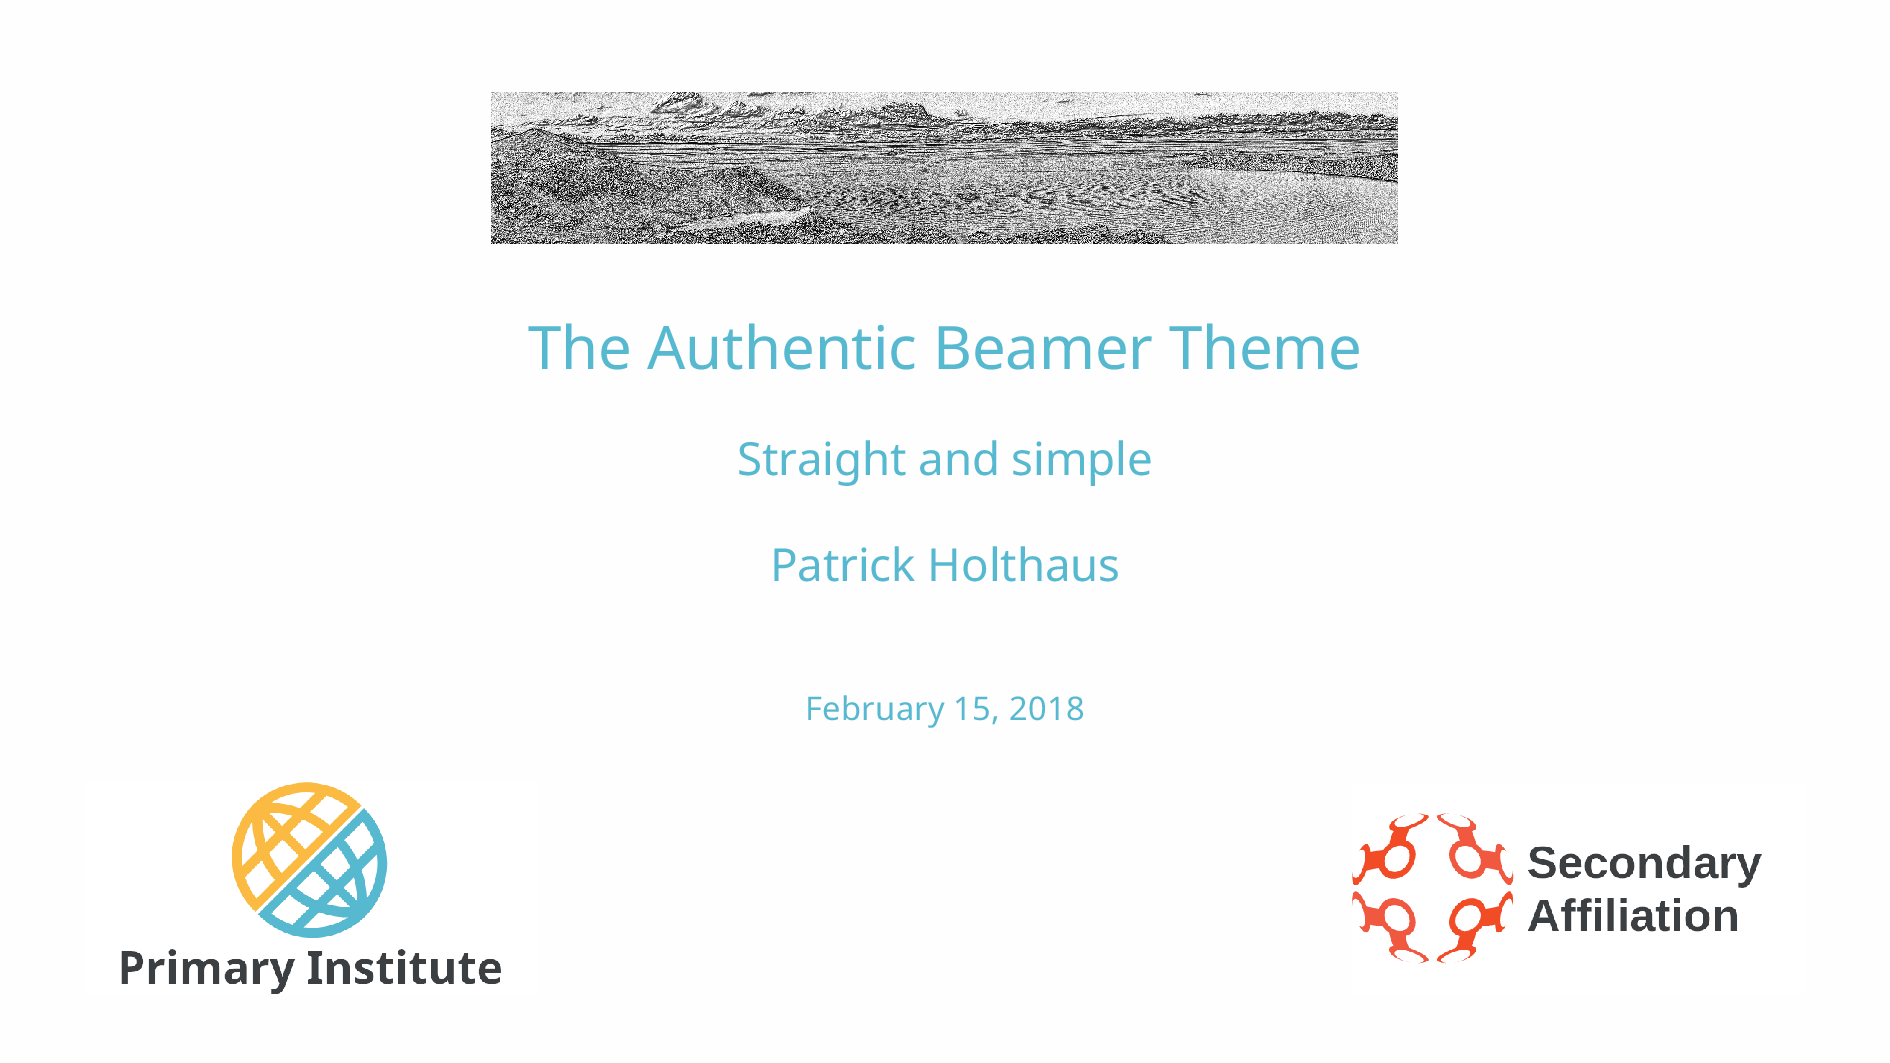 The Authentic Beamer Theme
Straight and simple
Patrick Holthaus
February 15, 2018
Primary Institute
Secondary
Affiliation